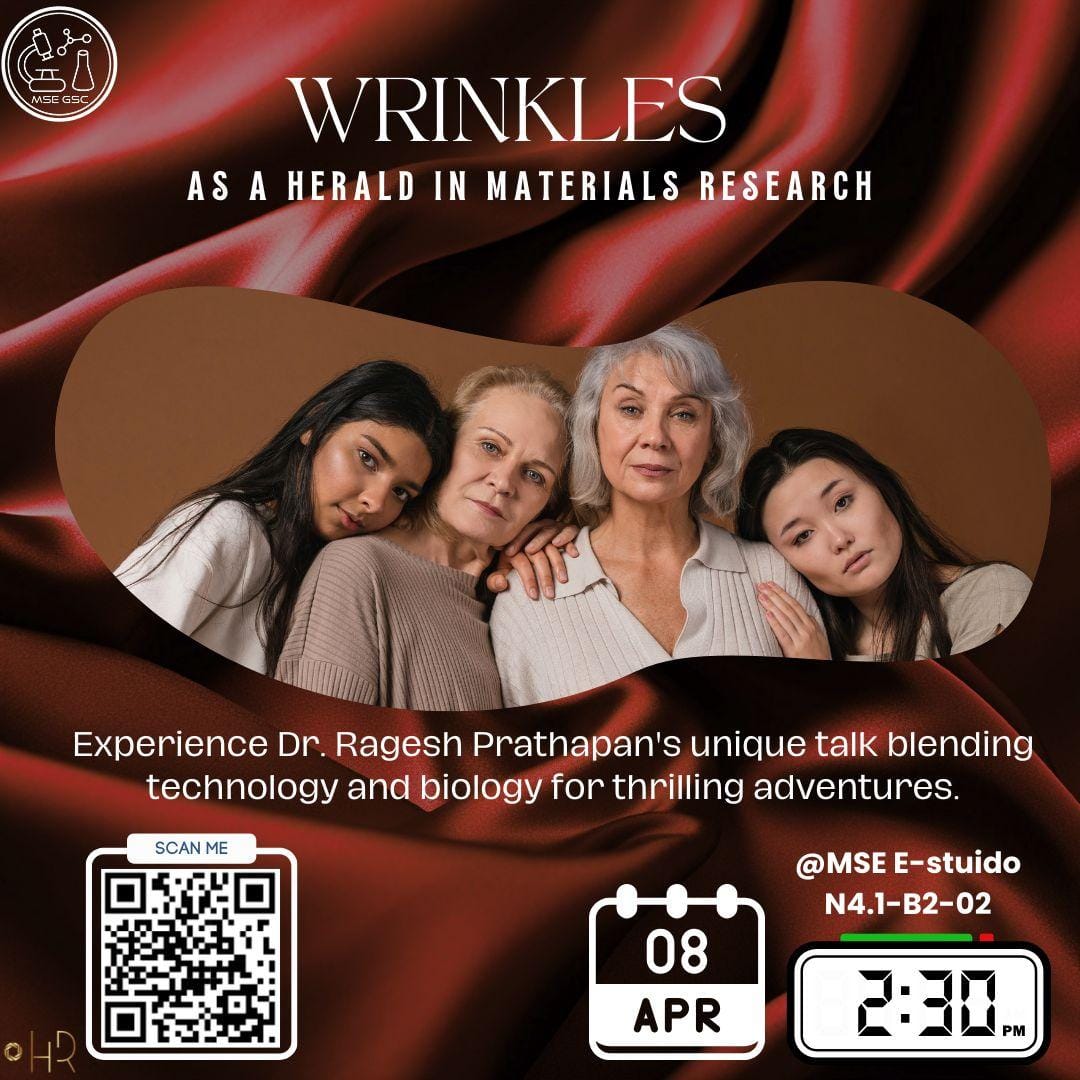 MSE GSC
WRINKLES
AS A HERALD IN MATERIALS RESEARCH
Experience Dr. Ragesh Prathapan's unique talk blending
technology and biology for thrilling adventures.
SCAN ME
@MSE E-stuido
N4.1-B2-02
08
APR
2:30 PM
HR